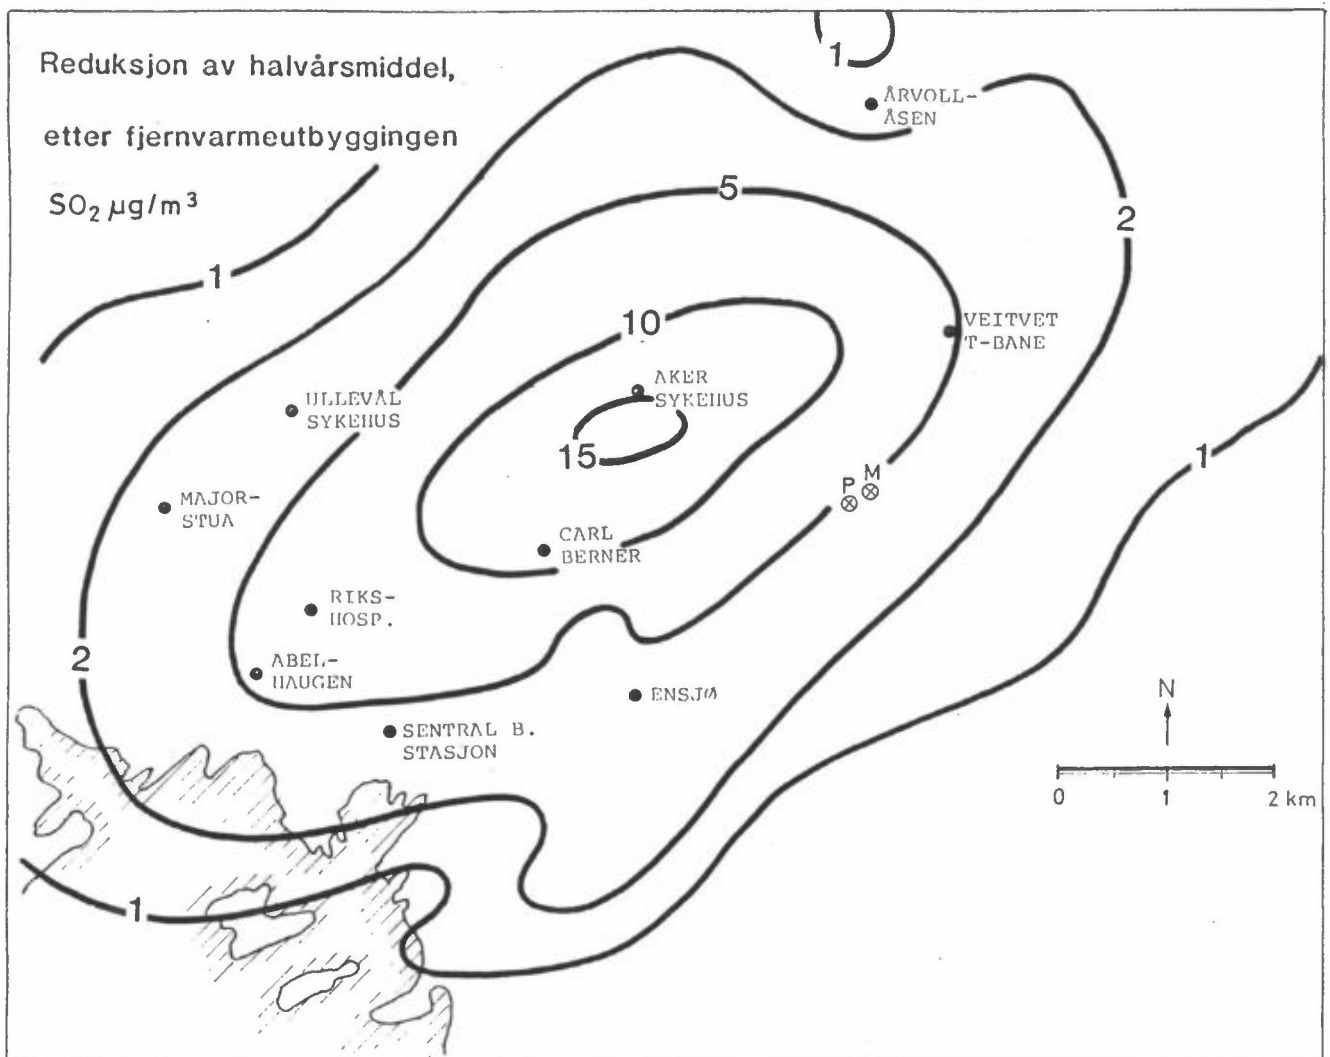 Reduksjon av halvårsmiddel,
etter fjernvarmeutbyggingen
SO₂ µg/m³
1
ÅRVOLL-
ÅSEN
5
2
1
10
VEITVET
T-BANE
AKER
SYKEHUS
ULLEVÅL
SYKEHUS
15
1
P M
MAJOR-
STUA
CARL
BERNER
RIKS-
HOSP.
2
ABEL-
HAUGEN
ENSJØ
N
SENTRAL B.
STASJON
0 1 2 km
1